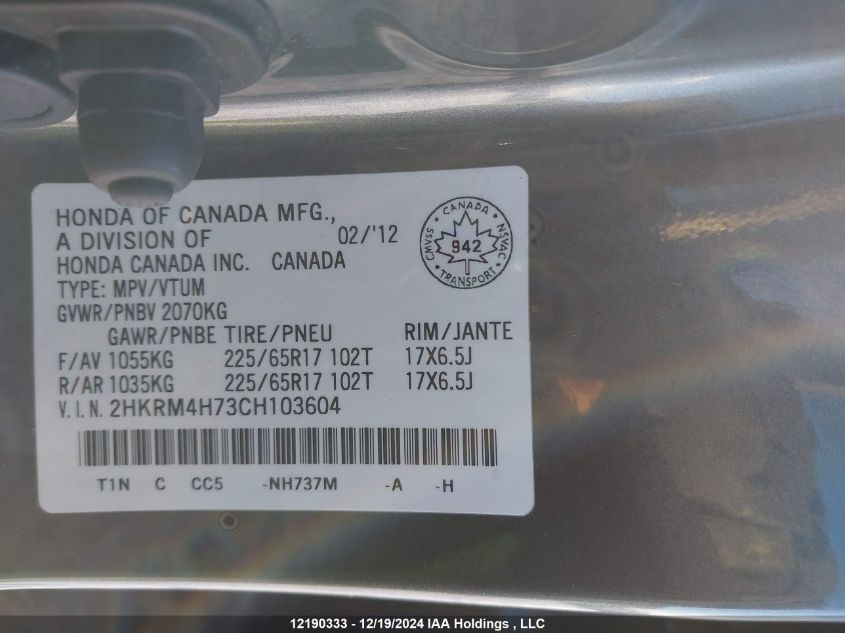 HONDA OF CANADA MFG.,
A DIVISION OF 02/'12
HONDA CANADA INC. CANADA
TYPE: MPV/VTUM
GVWR/PNBV 2070KG
GAWR/PNBE TIRE/PNEU RIM/JANTE
F/AV 1055KG 225/65R17 102T 17X6.5J
R/AR 1035KG 225/65R17 102T 17X6.5J
V.I.N. 2HKRM4H73CH103604
T1N C CC5 -NH737M -A -H
CANADA
CMVSS 942 NSVAC
TRANSPORT
12190333 - 12/19/2024 IAA Holdings , LLC